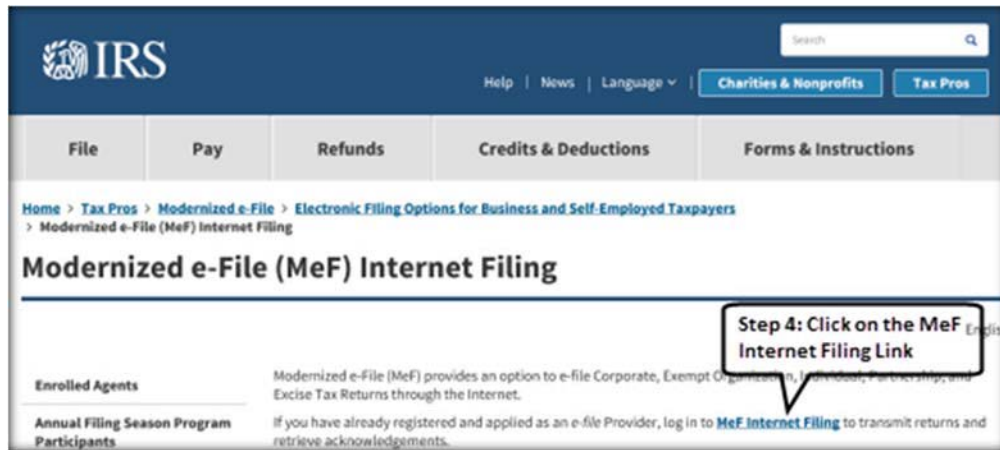 IRS
Search
Help | News | Language | Charities & Nonprofits Tax Pros
File Pay Refunds Credits & Deductions Forms & Instructions
Home > Tax Pros > Modernized e-File > Electronic FIling Options for Business and Self-Employed Taxpayers
> Modernized e-File (MeF) Internet Filing
Modernized e-File (MeF) Internet Filing
Step 4: Click on the MeF
Internet Filing Link
Englis
Enrolled Agents
Annual Filing Season Program
Participants
Modernized e-File (MeF) provides an option to e-file Corporate, Exempt Organization, Individual, Partnership, and
Excise Tax Returns through the Internet.
If you have already registered and applied as an e-file Provider, log in to MeF Internet Filing to transmit returns and
retrieve acknowledgements.